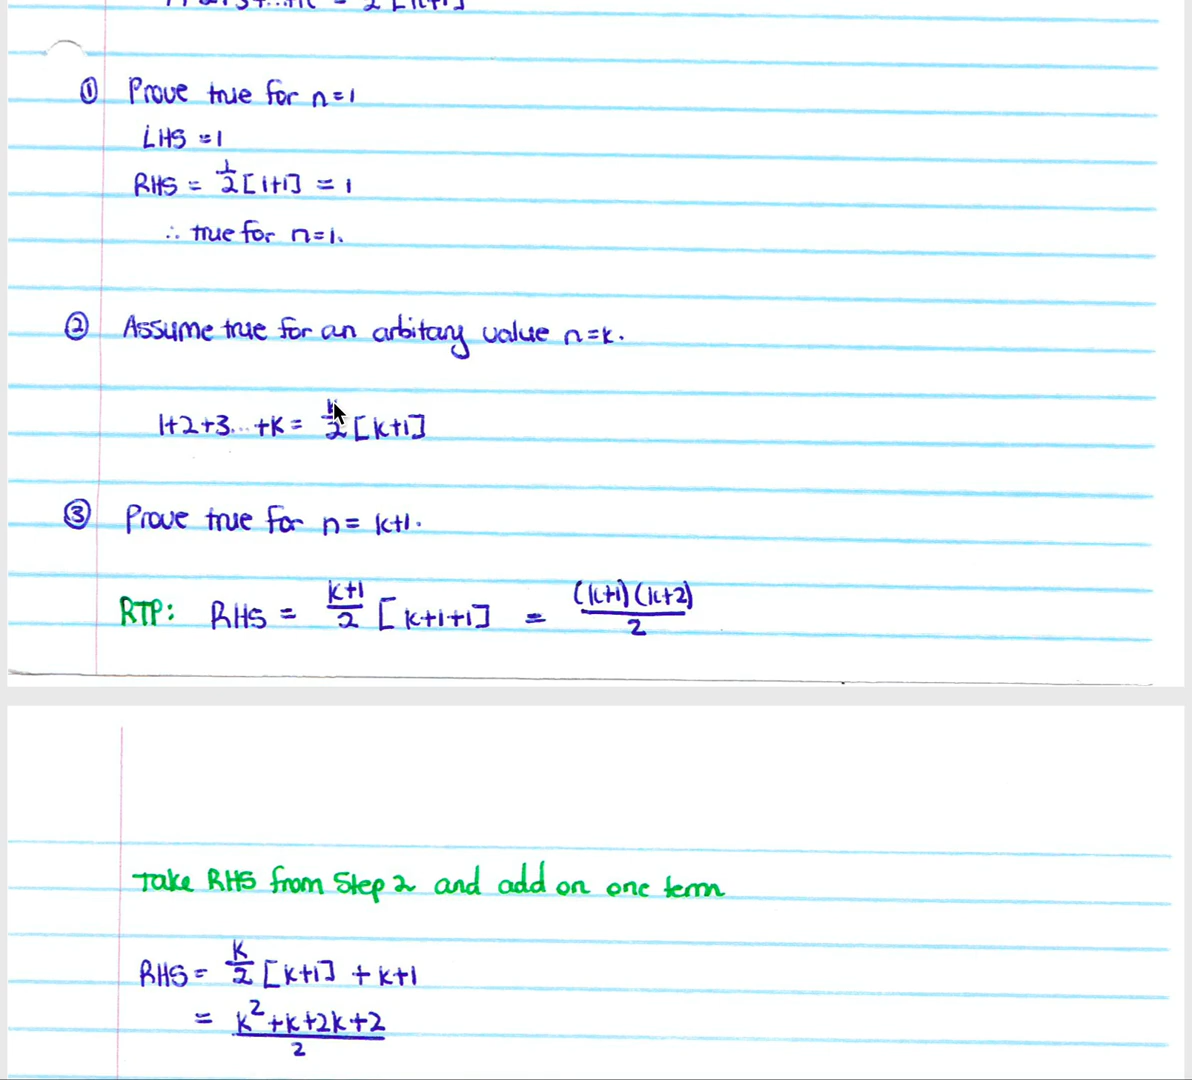 ① Prove true for n=1
LHS = 1
RHS = 1/2 [1+1] = 1
∴ true for n=1.
② Assume true for an arbitary value n=k.
1+2+3...+k = k/2 [k+1]
③ Prove true for n= k+1.
RTP: RHS = k+1/2 [k+1+1] = (k+1)(k+2)/2
Take RHS from Step 2 and add on one term
RHS = k/2 [k+1] + k+1
= k²+k+2k+2/2